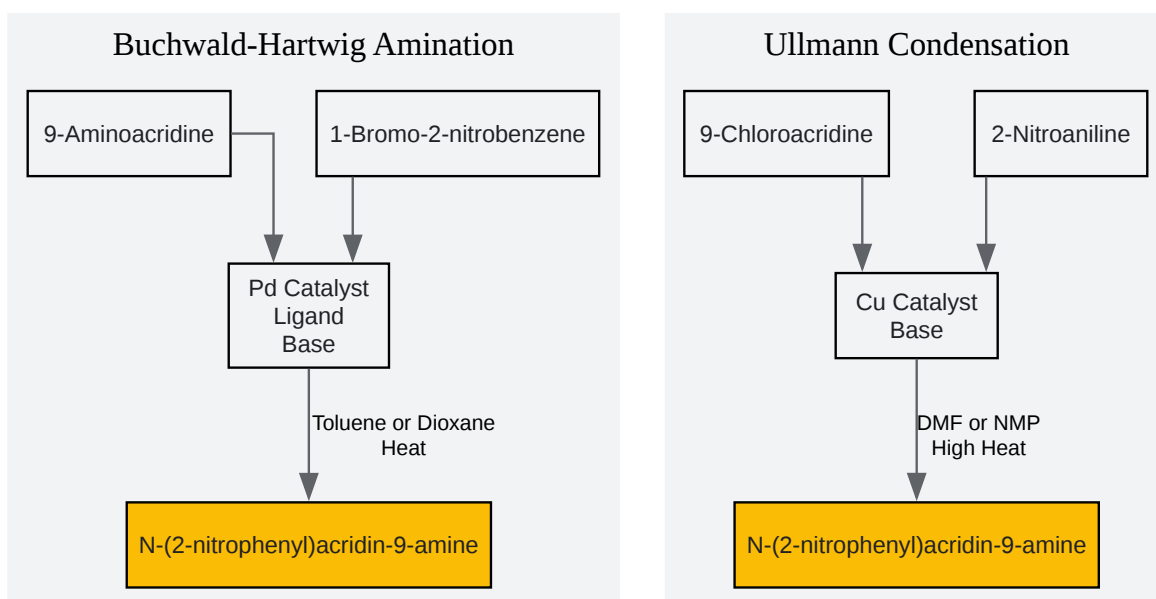 Buchwald-Hartwig Amination
9-Aminoacridine
1-Bromo-2-nitrobenzene
Pd Catalyst
Ligand
Base
Toluene or Dioxane
Heat
N-(2-nitrophenyl)acridin-9-amine
Ullmann Condensation
9-Chloroacridine
2-Nitroaniline
Cu Catalyst
Base
DMF or NMP
High Heat
N-(2-nitrophenyl)acridin-9-amine